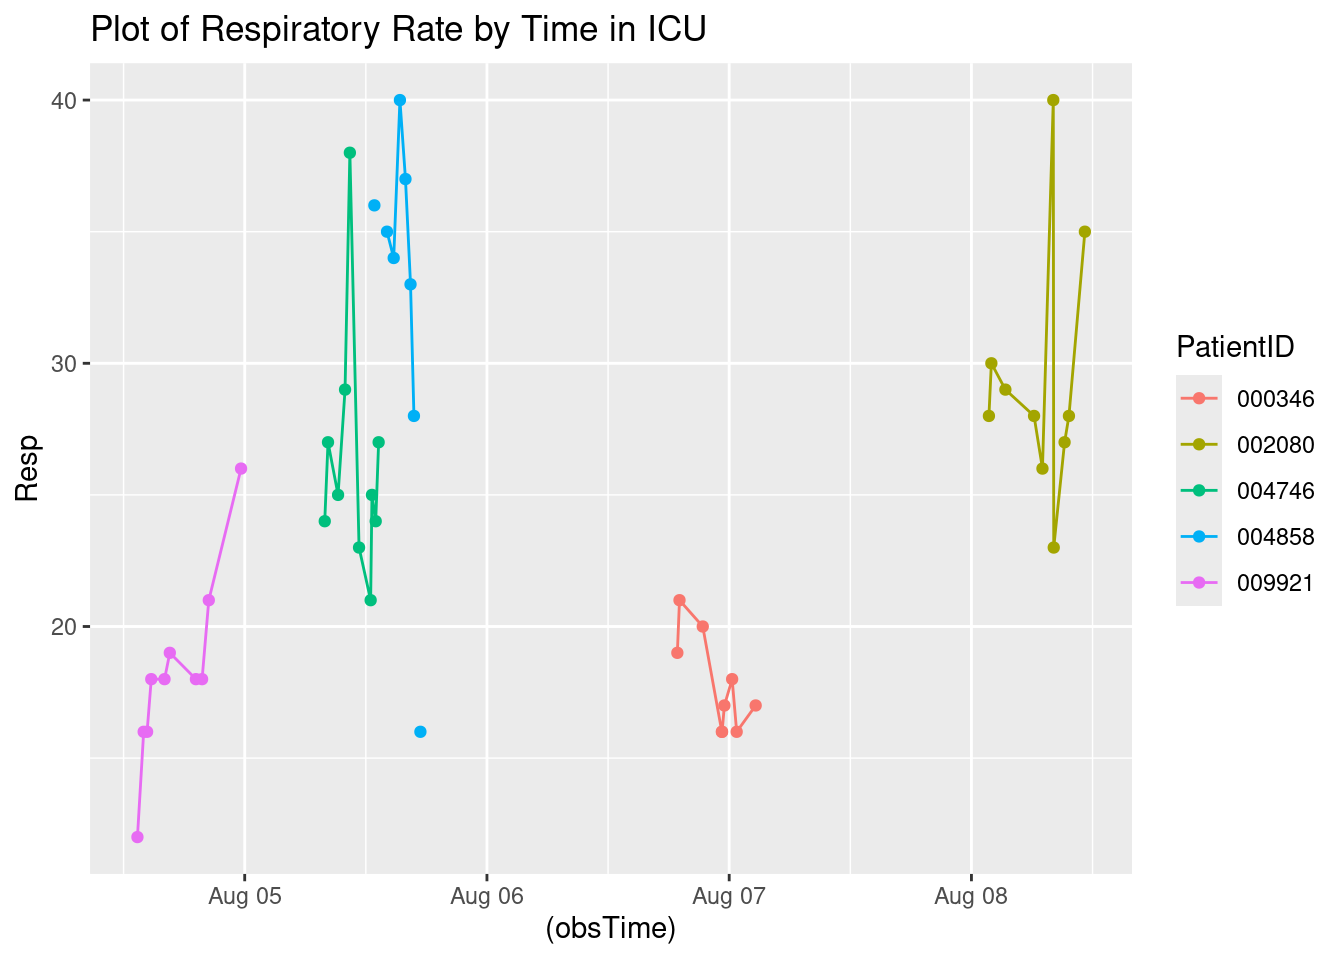 Plot of Respiratory Rate by Time in ICU
Resp
40
30
20
Aug 05
Aug 06
Aug 07
Aug 08
(obsTime)
PatientID
000346
002080
004746
004858
009921